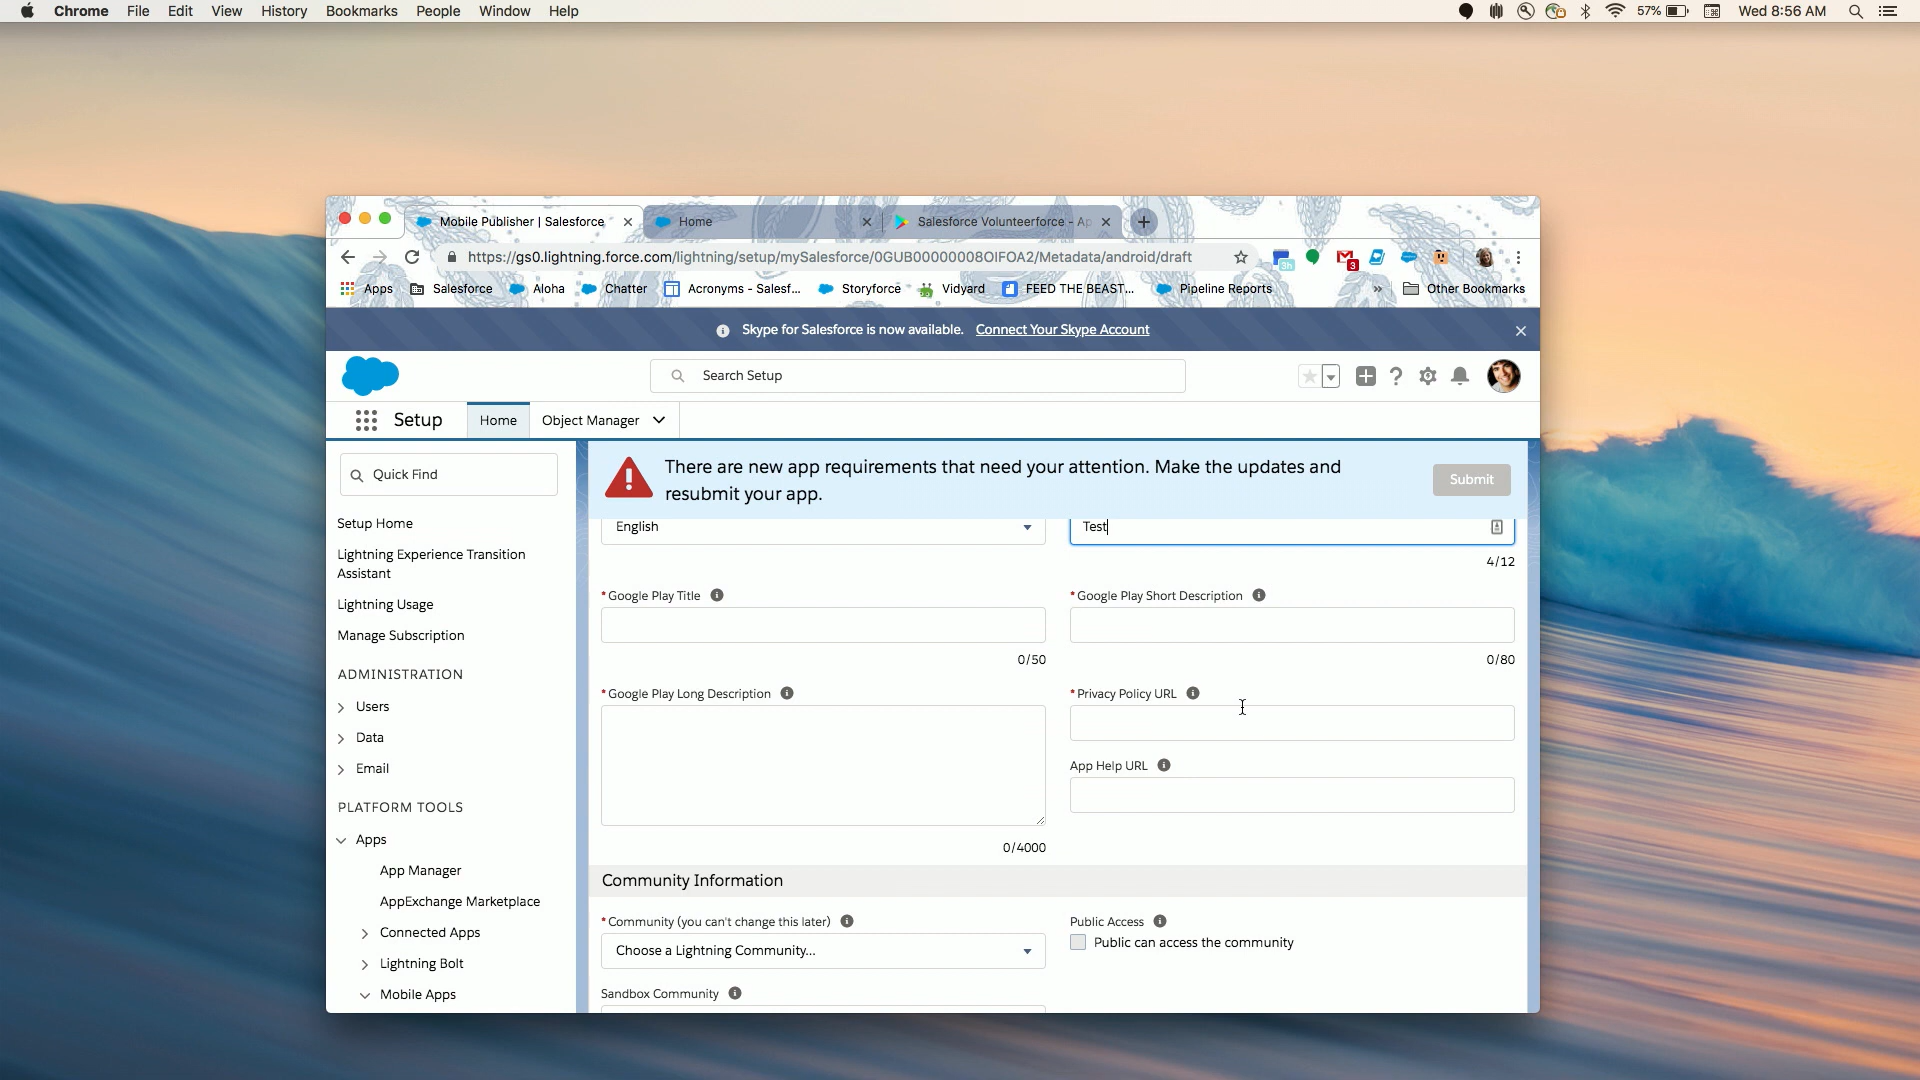 Chrome File Edit View History Bookmarks People Window Help
57% Wed 8:56 AM
Mobile Publisher | Salesforce
Home
Salesforce Volunteerforce - Ap
https://gs0.lightning.force.com/lightning/setup/mySalesforce/0GUB00000008OIFOA2/Metadata/android/draft
3h
3
Apps Salesforce Aloha Chatter Acronyms - Salesf... Storyforce Vidyard FEED THE BEAST... Pipeline Reports » Other Bookmarks
Skype for Salesforce is now available. Connect Your Skype Account
Search Setup
Setup Home Object Manager
Quick Find
Setup Home
Lightning Experience Transition
Assistant
Lightning Usage
Manage Subscription
ADMINISTRATION
Users
Data
Email
PLATFORM TOOLS
Apps
App Manager
AppExchange Marketplace
Connected Apps
Lightning Bolt
Mobile Apps
There are new app requirements that need your attention. Make the updates and
resubmit your app.
Submit
English
Test
4/12
* Google Play Title
0/50
* Google Play Short Description
0/80
* Google Play Long Description
0/4000
* Privacy Policy URL
App Help URL
Community Information
* Community (you can't change this later)
Choose a Lightning Community...
Public Access
Public can access the community
Sandbox Community